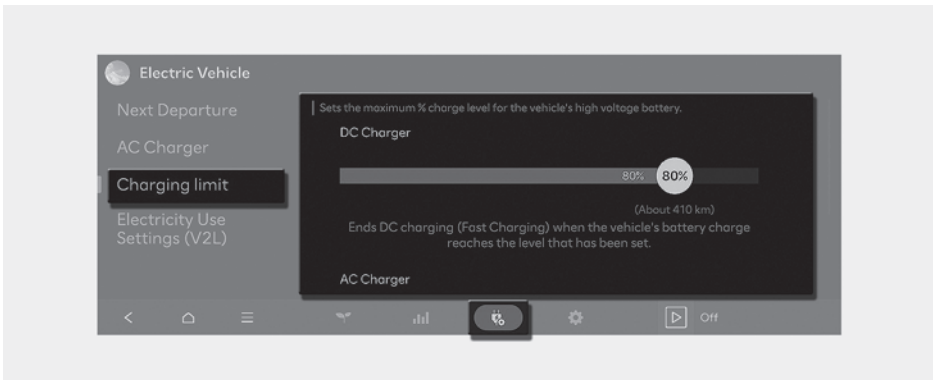 Electric Vehicle
Next Departure
AC Charger
Charging limit
Electricity Use
Settings (V2L)
Sets the maximum % charge level for the vehicle's high voltage battery.
DC Charger
80% 80%
(About 410 km)
Ends DC charging (Fast Charging) when the vehicle's battery charge
reaches the level that has been set.
AC Charger
Off